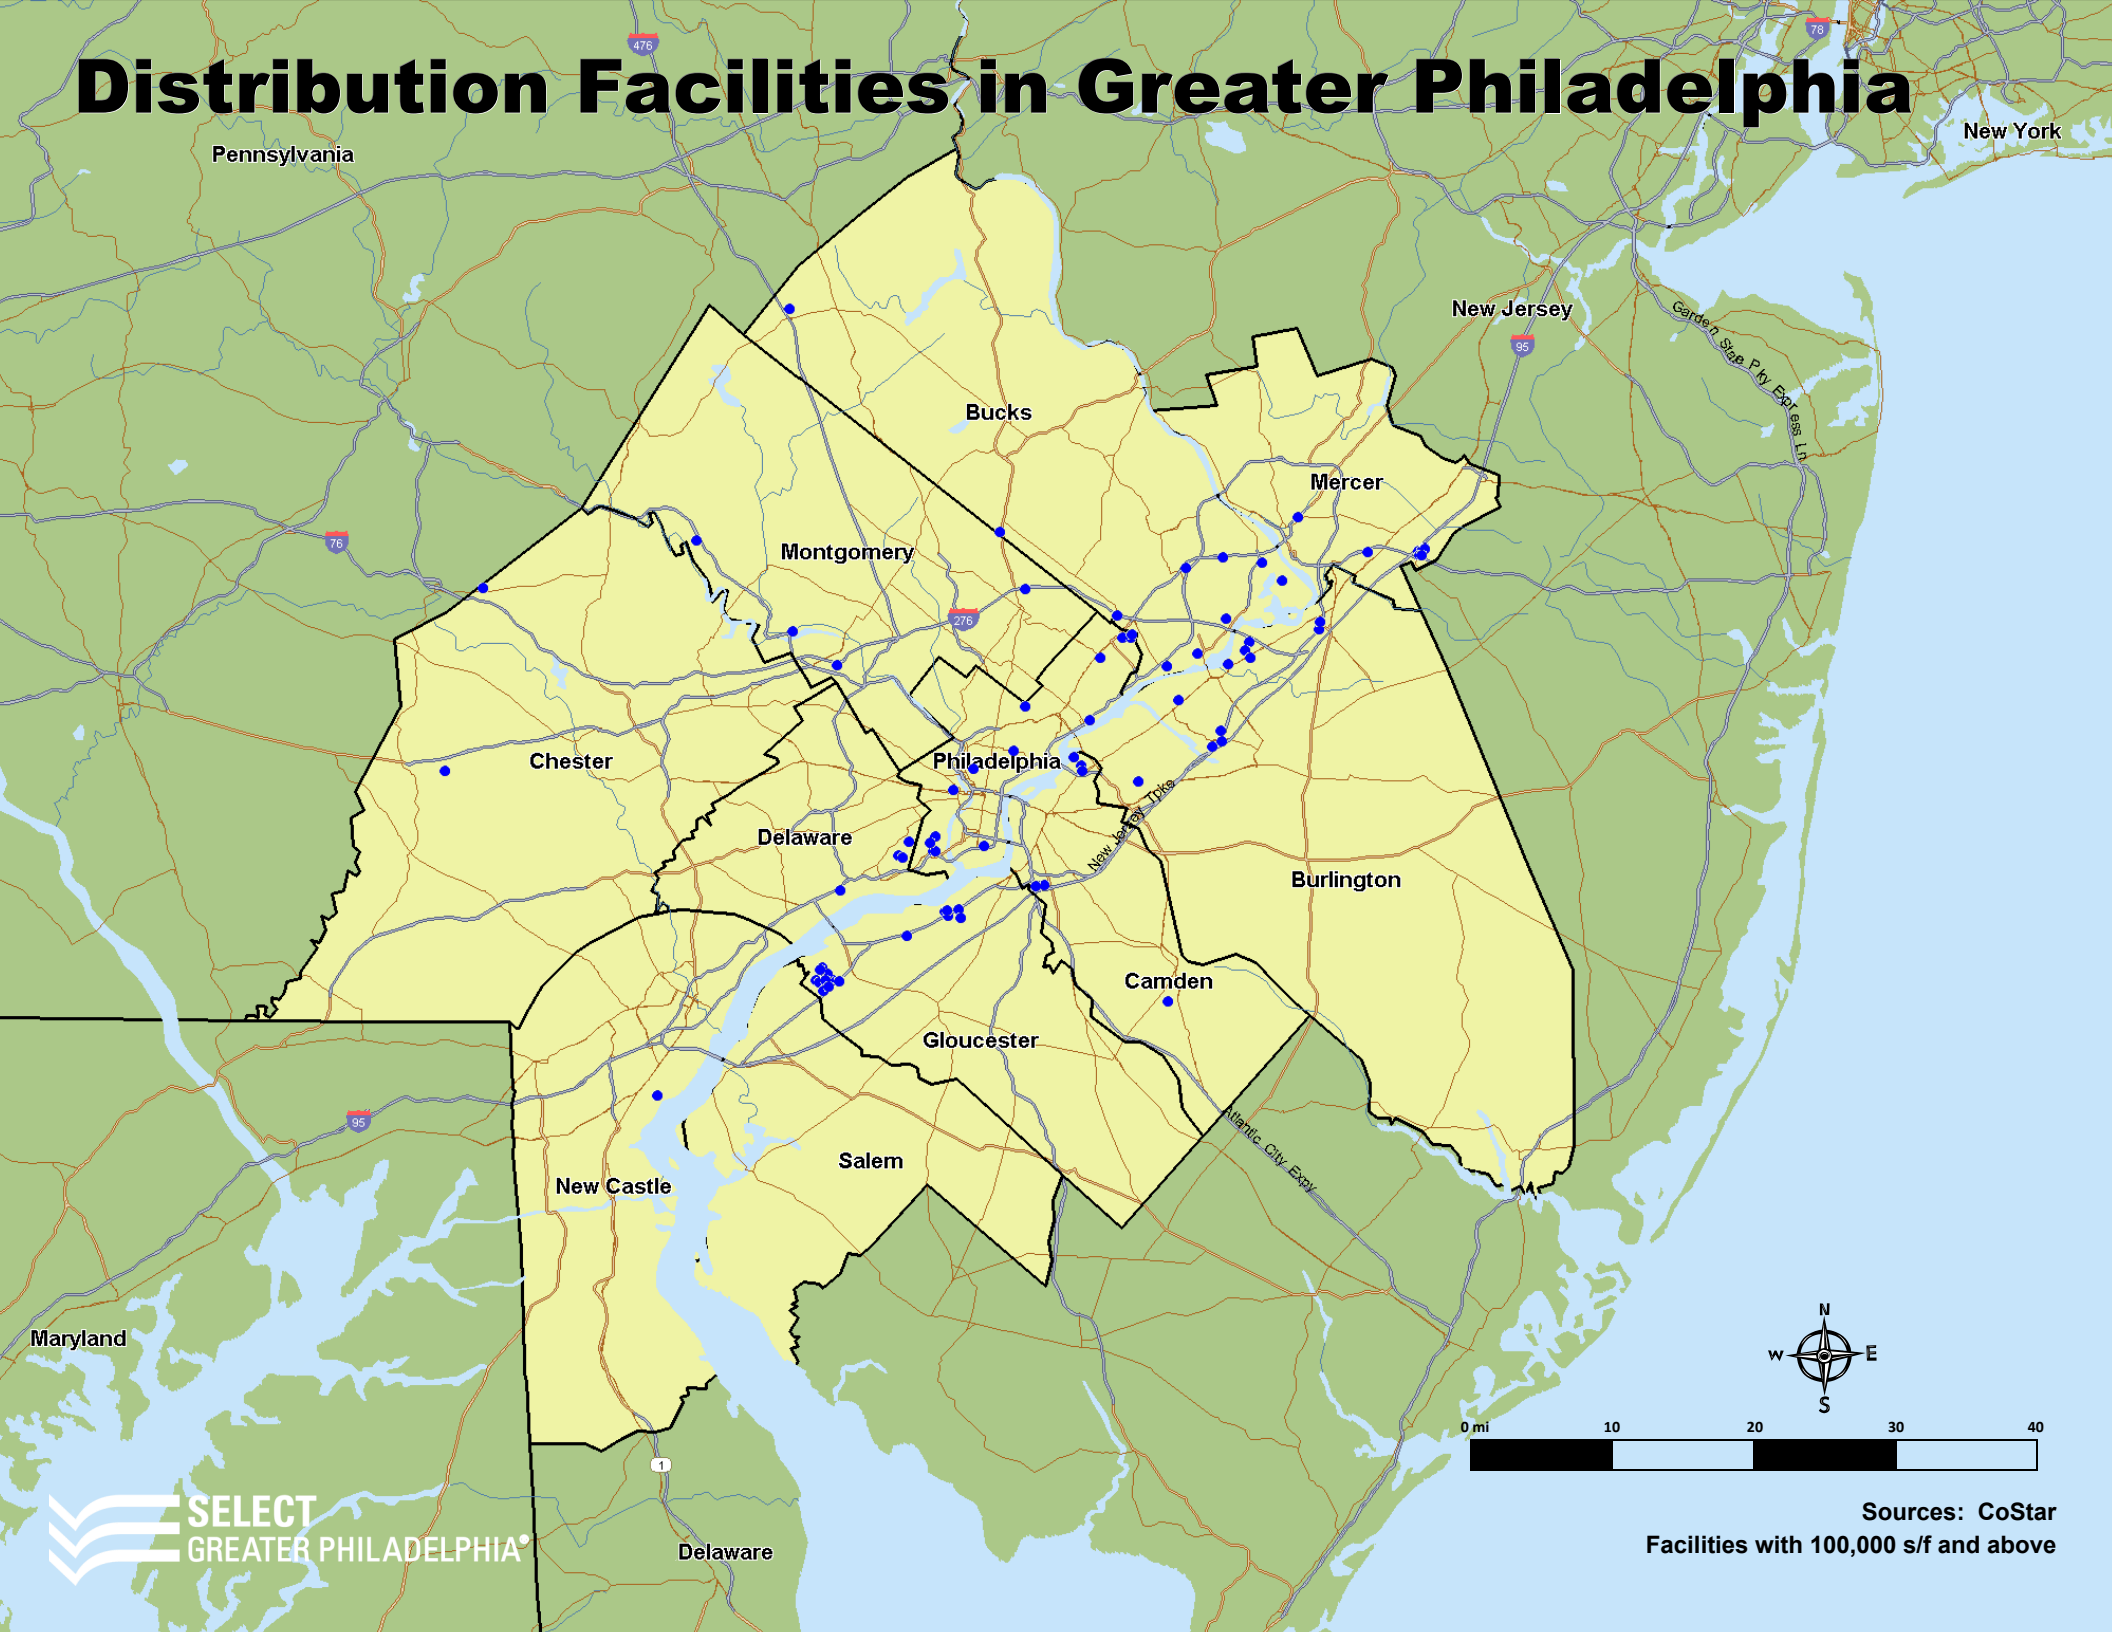 476
78
Distribution Facilities in Greater Philadelphia
New York
Pennsylvania
New Jersey
95
Garden State Pky Express Ln
Bucks
Mercer
76
Montgomery
276
Chester
Philadelphia
New Jersey Tpke
Delaware
Burlington
Camden
Gloucester
95
Atlantic City Expy
Salem
New Castle
Maryland
N
W E
S
0 mi 10 20 30 40
1
SELECT
GREATER PHILADELPHIA
Sources: CoStar
Facilities with 100,000 s/f and above
Delaware